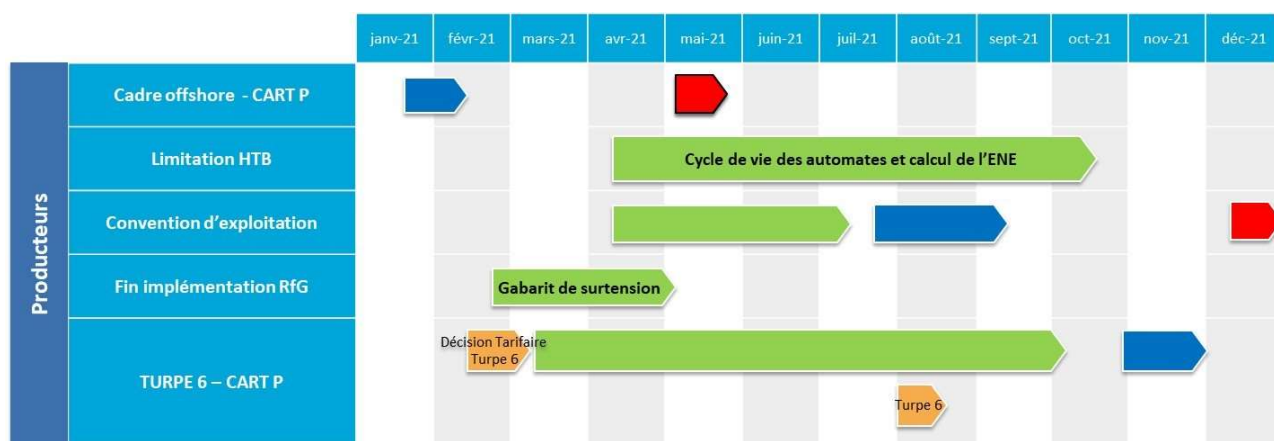 janv-21 févr-21 mars-21 avr-21 mai-21 juin-21 juil-21 août-21 sept-21 oct-21 nov-21 déc-21
Producteurs
Cadre offshore - CART P
Limitation HTB
Cycle de vie des automates et calcul de l'ENE
Convention d'exploitation
Fin implémentation RfG
Gabarit de surtension
TURPE 6 – CART P
Décision Tarifaire
Turpe 6
Turpe 6